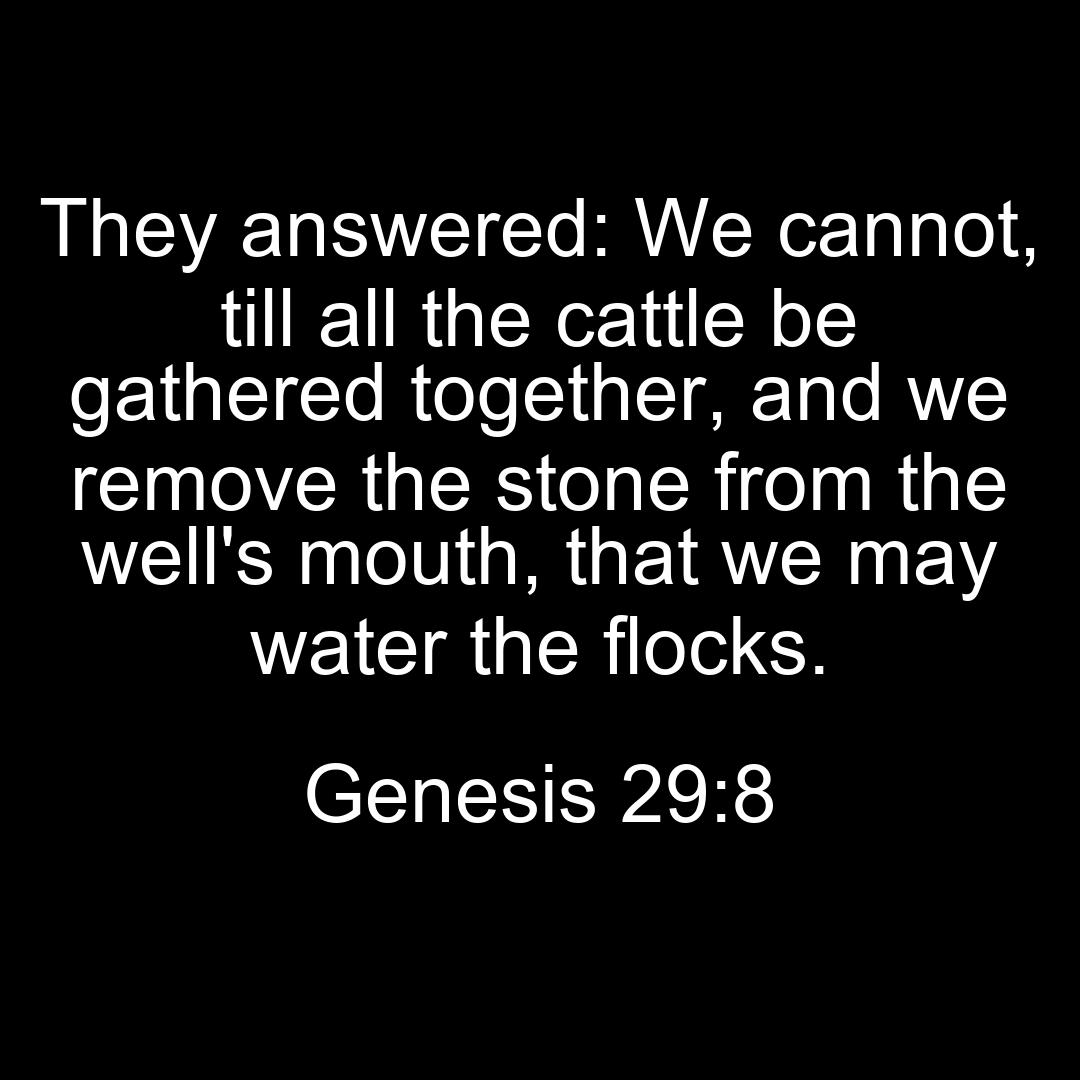 They answered: We cannot,
till all the cattle be
gathered together, and we
remove the stone from the
well's mouth, that we may
water the flocks.
Genesis 29:8